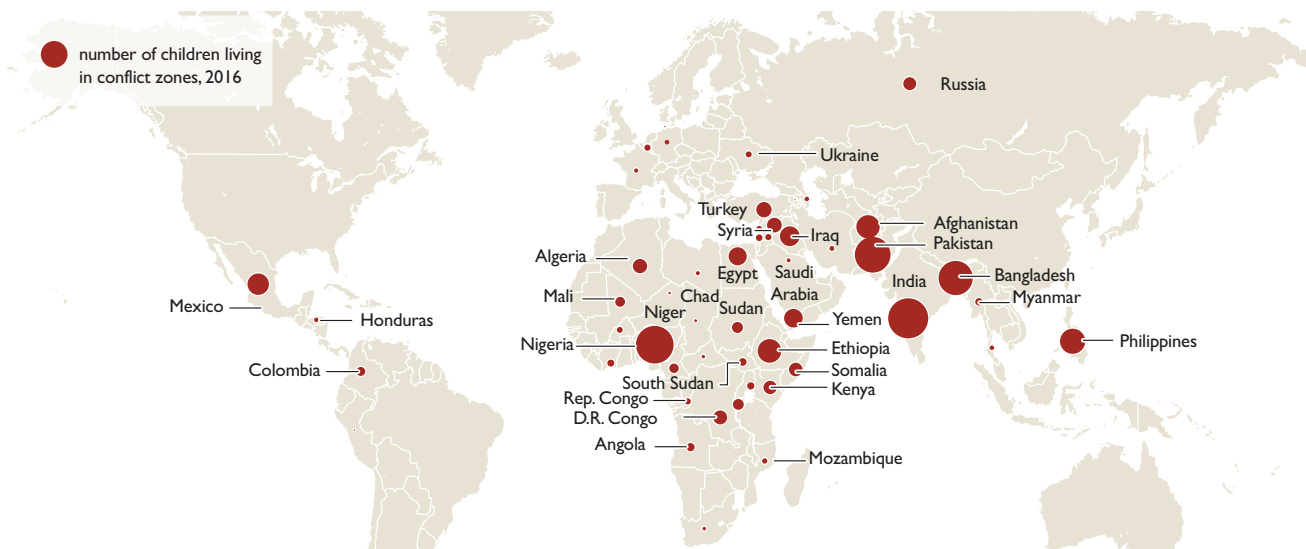 number of children living
in conflict zones, 2016
Russia
Ukraine
Turkey
Syria
Iraq
Afghanistan
Pakistan
Algeria
Egypt
Saudi
Arabia
India
Bangladesh
Myanmar
Mexico
Honduras
Mali
Niger
Chad
Sudan
Yemen
Nigeria
Ethiopia
Philippines
Colombia
South Sudan
Somalia
Kenya
Rep. Congo
D.R. Congo
Angola
Mozambique